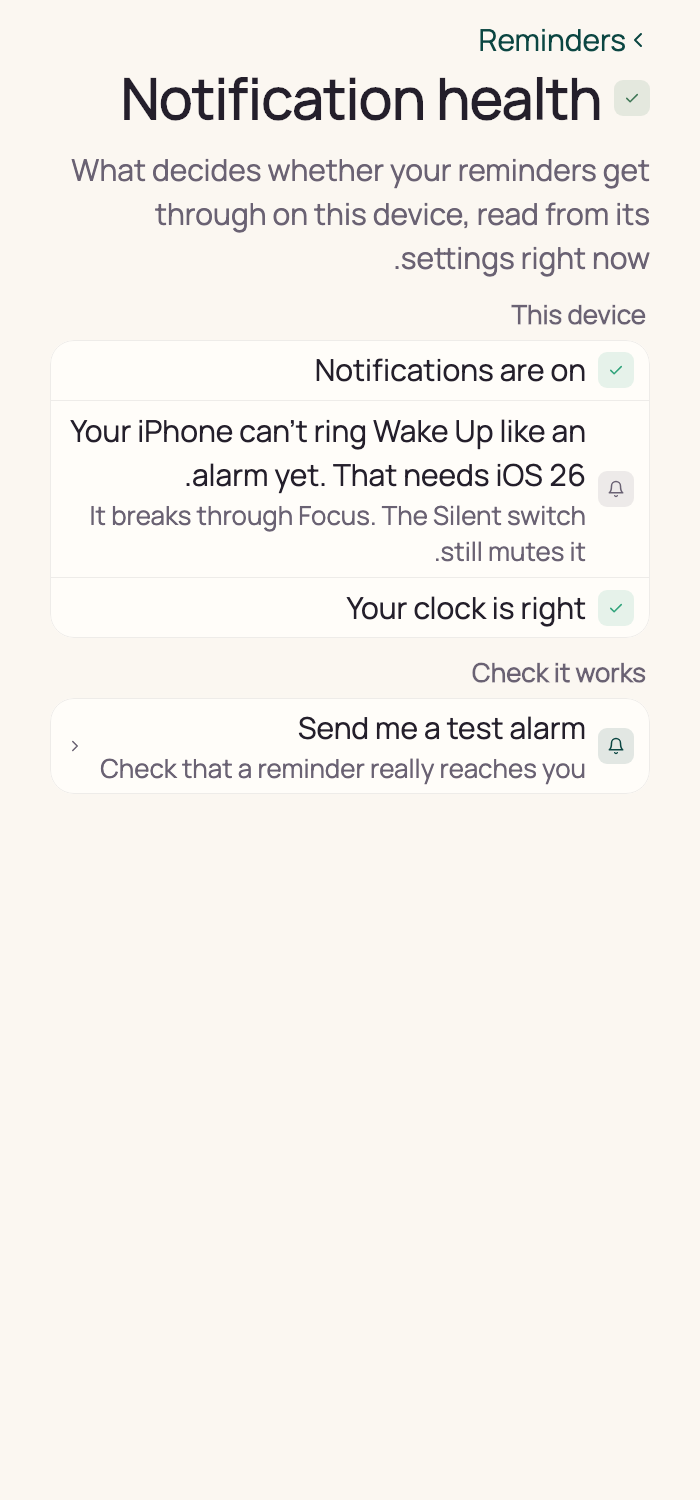 Reminders
Notification health
What decides whether your reminders get
through on this device, read from its
.settings right now
This device
Notifications are on
Your iPhone can’t ring Wake Up like an
.alarm yet. That needs iOS 26
It breaks through Focus. The Silent switch
.still mutes it
Your clock is right
Check it works
Send me a test alarm
Check that a reminder really reaches you